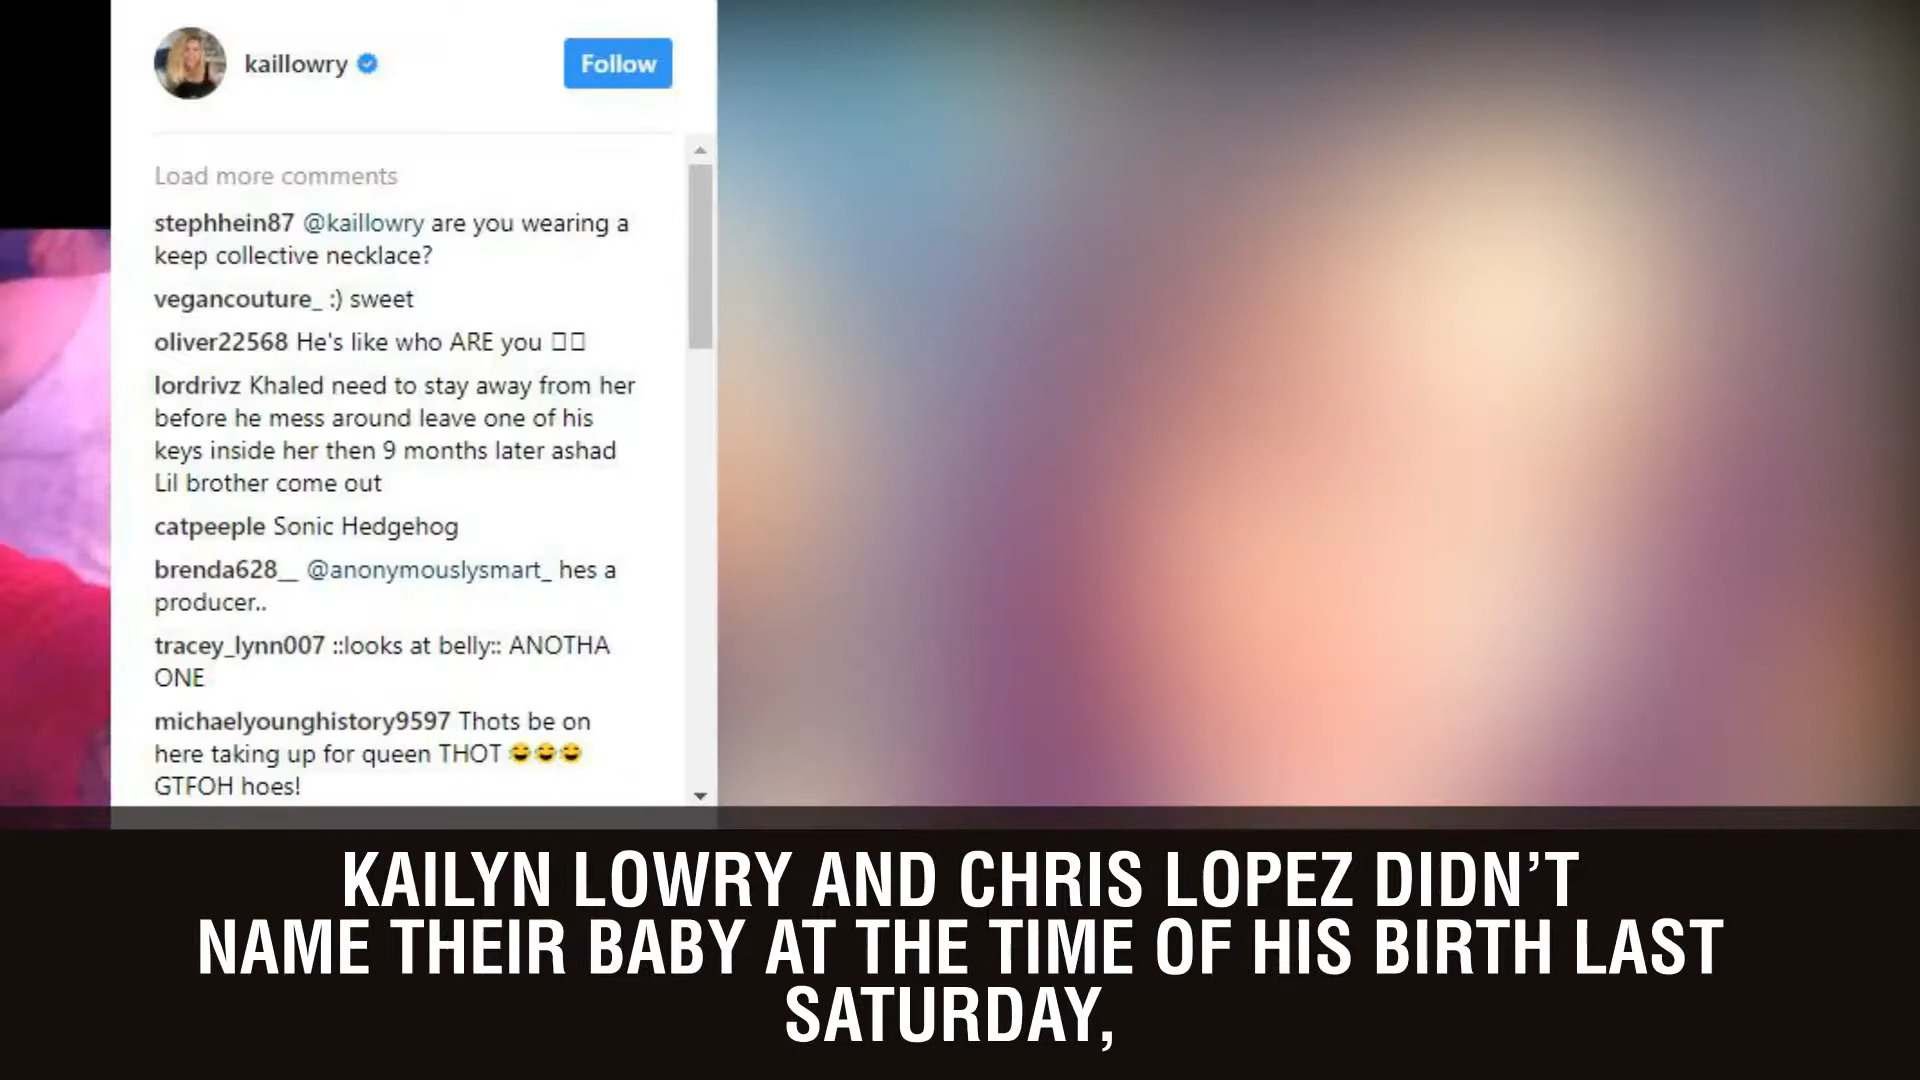 kaillowry
Follow
Load more comments
stephhein87 @kaillowry are you wearing a
keep collective necklace?
vegancouture_ :) sweet
oliver22568 He's like who ARE you □□
lordrivz Khaled need to stay away from her
before he mess around leave one of his
keys inside her then 9 months later ashad
Lil brother come out
catpeeple Sonic Hedgehog
brenda628__ @anonymouslysmart_ hes a
producer..
tracey_lynn007 ::looks at belly:: ANOTHA
ONE
michaelyounghistory9597 Thots be on
here taking up for queen THOT 😂😂😂
GTFOH hoes!
KAILYN LOWRY AND CHRIS LOPEZ DIDN’T
NAME THEIR BABY AT THE TIME OF HIS BIRTH LAST
SATURDAY,